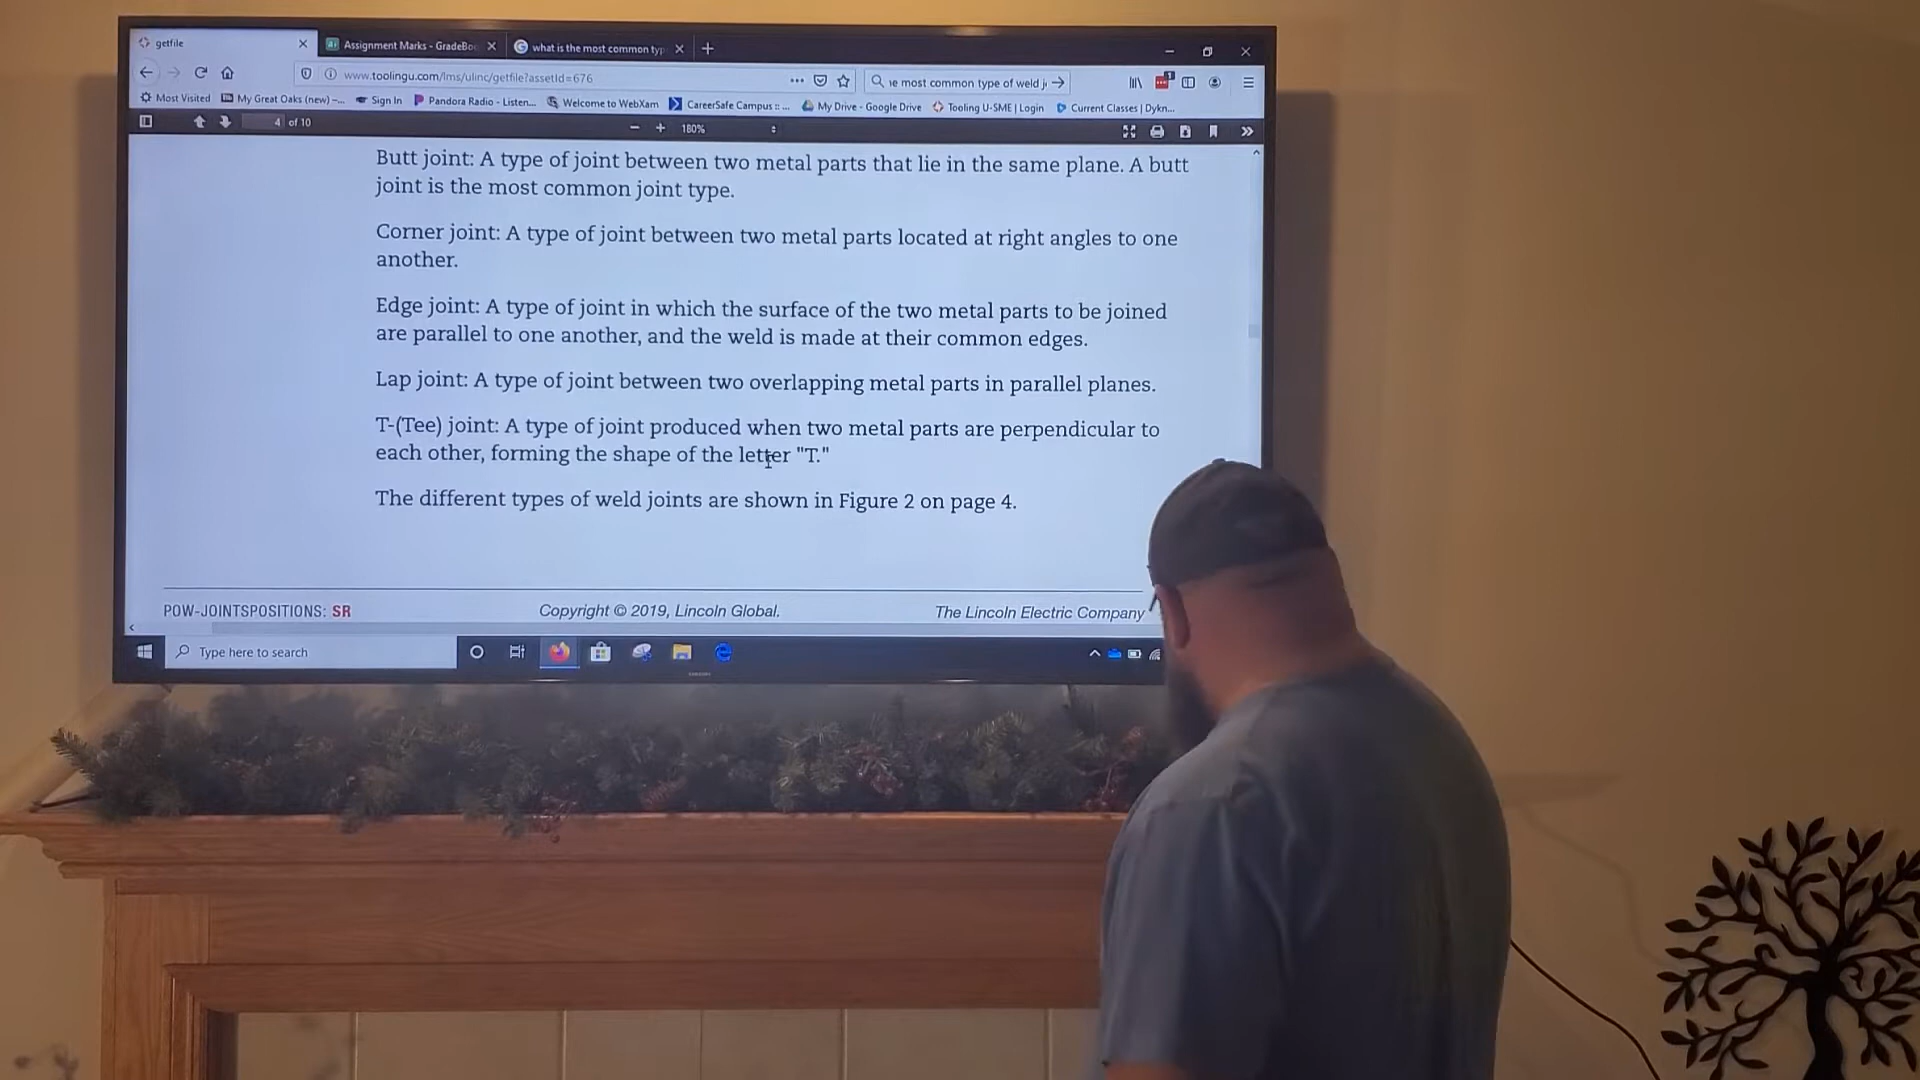 getfile
Assignment Marks - GradeBo
what is the most common typ
www.toolingu.com/lms/ulinc/getfile?assetId=676
e most common type of weld j
Most Visited
My Great Oaks (new) –...
Sign In
Pandora Radio - Listen...
Welcome to WebXam
CareerSafe Campus :: ...
My Drive - Google Drive
Tooling U-SME | Login
Current Classes | Dykn...
4 of 10
180%
Butt joint: A type of joint between two metal parts that lie in the same plane. A butt
joint is the most common joint type.
Corner joint: A type of joint between two metal parts located at right angles to one
another.
Edge joint: A type of joint in which the surface of the two metal parts to be joined
are parallel to one another, and the weld is made at their common edges.
Lap joint: A type of joint between two overlapping metal parts in parallel planes.
T-(Tee) joint: A type of joint produced when two metal parts are perpendicular to
each other, forming the shape of the letter "T."
The different types of weld joints are shown in Figure 2 on page 4.
POW-JOINTSPOSITIONS: SR
Copyright © 2019, Lincoln Global.
The Lincoln Electric Company
Type here to search
SAMSUNG